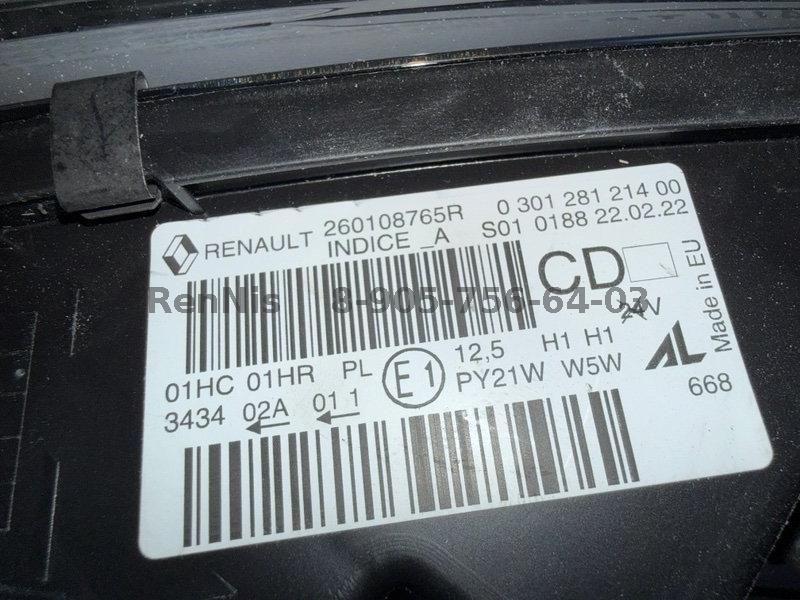 RENAULT 260108765R 0 301 281 214 00
INDICE _A S01 0188 22.02.22
CD
RenNis 8-905-756-64-03
24V
Made in EU
01HC 01HR PL E1 12,5 H1 H1
3434 02A 01 1 PY21W W5W
AL
668